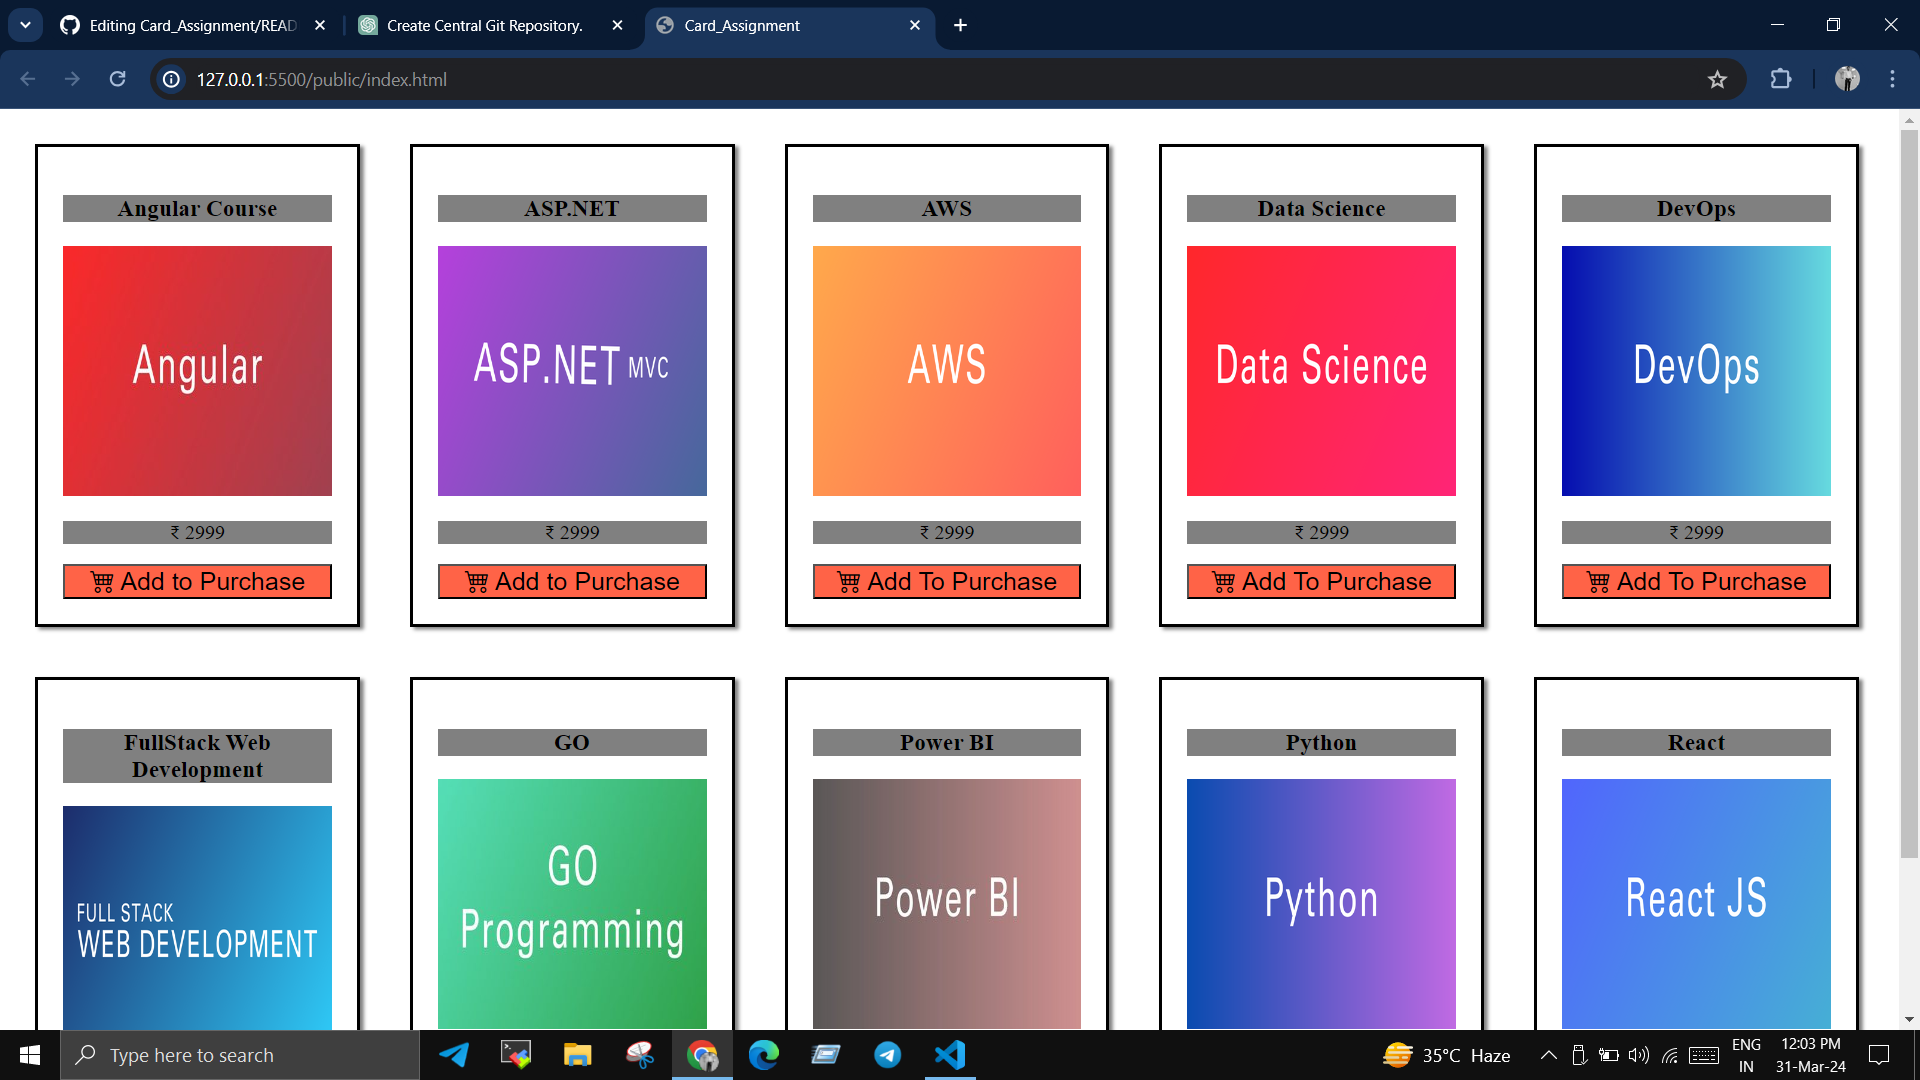 Editing Card_Assignment/READ
Create Central Git Repository.
Card_Assignment
127.0.0.1:5500/public/index.html
Angular Course
Angular
₹ 2999
Add to Purchase
ASP.NET
ASP.NET MVC
₹ 2999
Add to Purchase
AWS
AWS
₹ 2999
Add To Purchase
Data Science
Data Science
₹ 2999
Add To Purchase
DevOps
DevOps
₹ 2999
Add To Purchase
FullStack Web
Development
FULL STACK
WEB DEVELOPMENT
GO
GO
Programming
Power BI
Power BI
Python
Python
React
React JS
Type here to search
35°C Haze
ENG
IN
12:03 PM
31-Mar-24